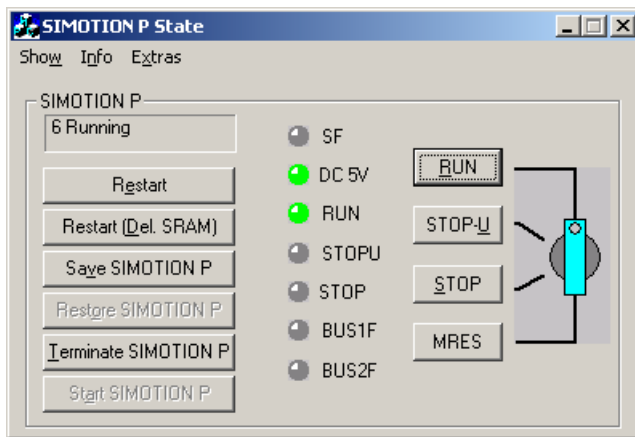 SIMOTION P State
Show Info Extras
SIMOTION P
6 Running
Restart
Restart (Del. SRAM)
Save SIMOTION P
Restore SIMOTION P
Terminate SIMOTION P
Start SIMOTION P
SF
DC 5V
RUN
STOPU
STOP
BUS1F
BUS2F
RUN
STOP-U
STOP
MRES